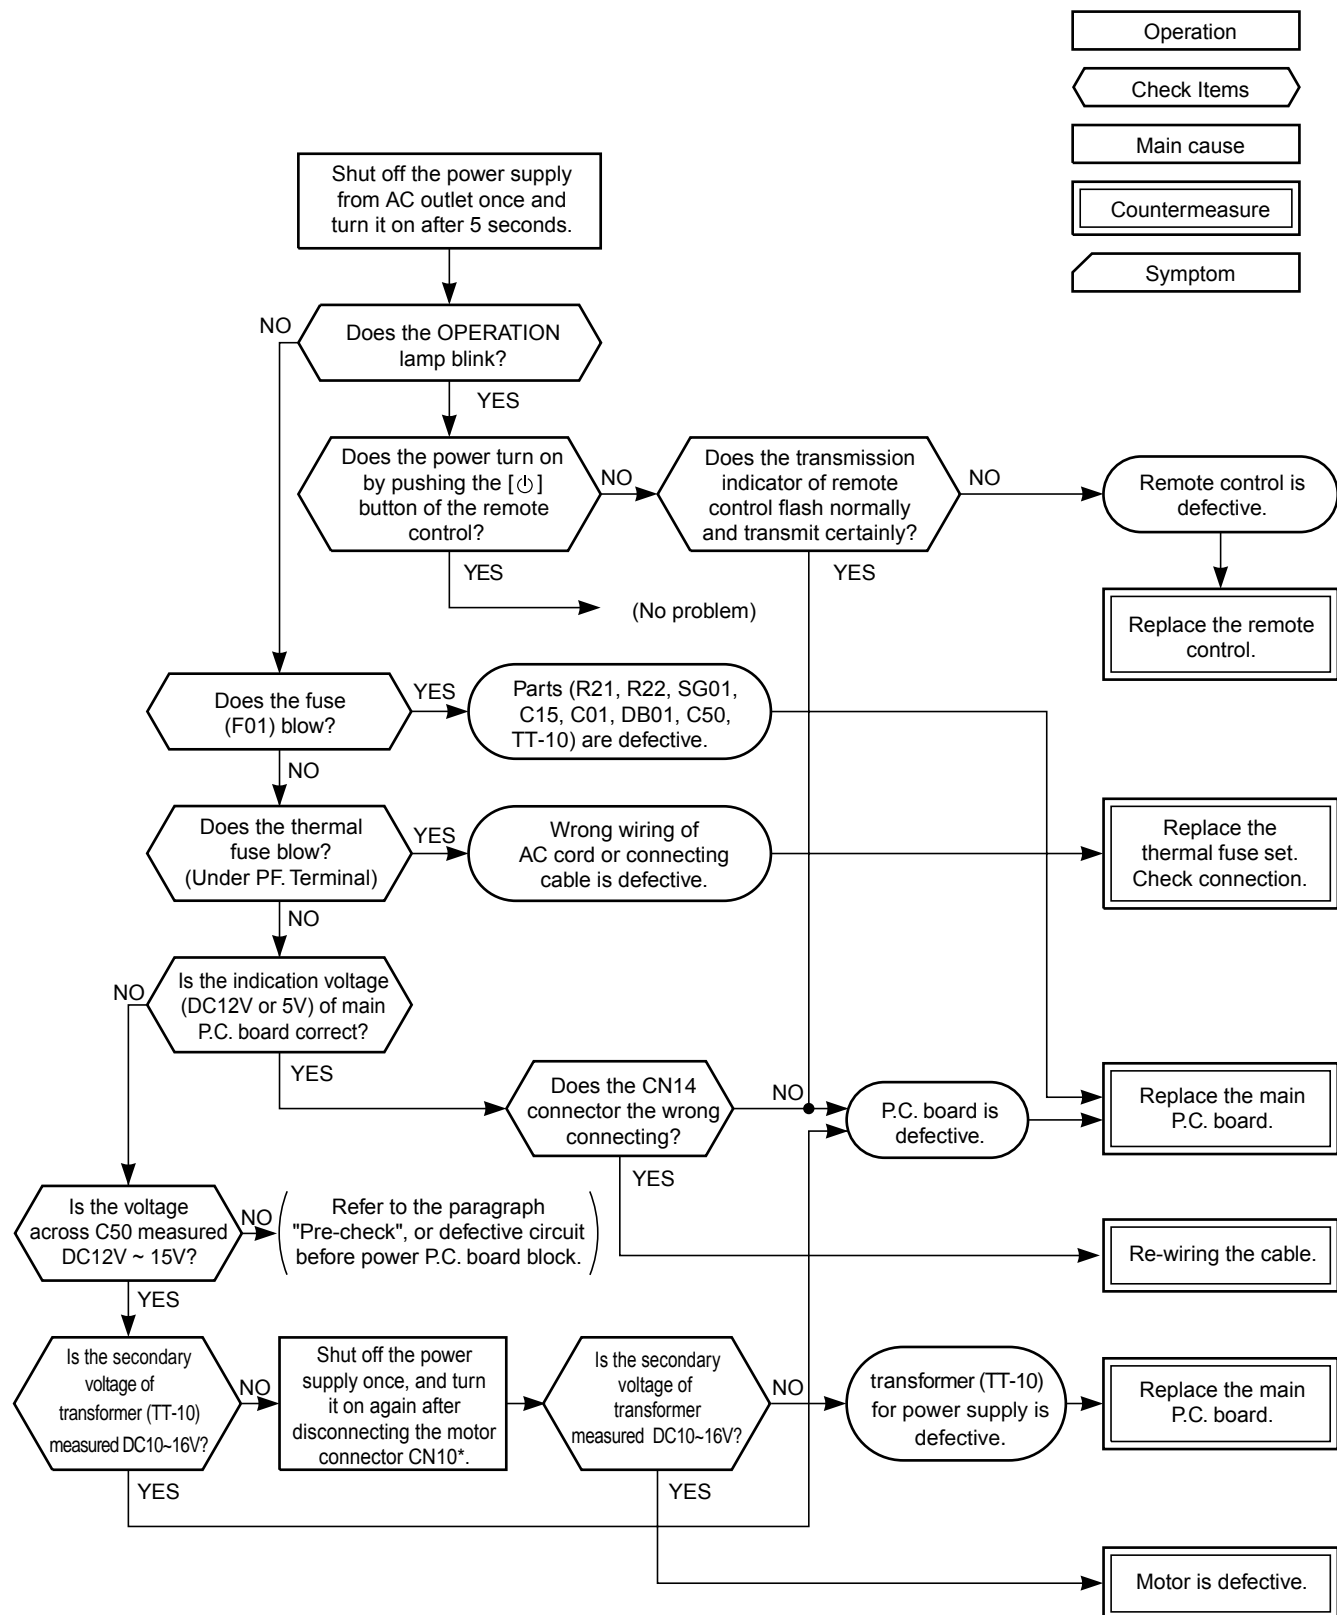 Operation
Check Items
Main cause
Countermeasure
Symptom
Shut off the power supply
from AC outlet once and
turn it on after 5 seconds.
NO
Does the OPERATION
lamp blink?
YES
Does the power turn on
by pushing the [⏻]
button of the remote
control?
NO
Does the transmission
indicator of remote
control flash normally
and transmit certainly?
NO
Remote control is
defective.
YES
YES
(No problem)
Replace the remote
control.
Does the fuse
(F01) blow?
YES
Parts (R21, R22, SG01,
C15, C01, DB01, C50,
TT-10) are defective.
NO
Does the thermal
fuse blow?
(Under PF. Terminal)
YES
Wrong wiring of
AC cord or connecting
cable is defective.
Replace the
thermal fuse set.
Check connection.
NO
NO
Is the indication voltage
(DC12V or 5V) of main
P.C. board correct?
YES
Does the CN14
connector the wrong
connecting?
NO
P.C. board is
defective.
Replace the main
P.C. board.
YES
Is the voltage
across C50 measured
DC12V ~ 15V?
NO
Refer to the paragraph
"Pre-check", or defective circuit
before power P.C. board block.
Re-wiring the cable.
YES
Is the secondary
voltage of
transformer (TT-10)
measured DC10~16V?
NO
Shut off the power
supply once, and turn
it on again after
disconnecting the motor
connector CN10*.
Is the secondary
voltage of
transformer
measured DC10~16V?
NO
transformer (TT-10)
for power supply is
defective.
Replace the main
P.C. board.
YES
YES
Motor is defective.